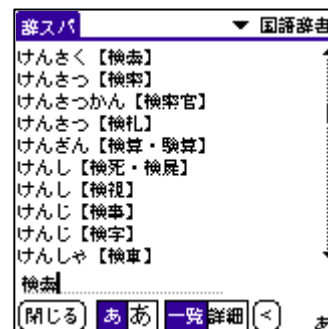 辞スパ ▼ 国語辞書
けんさく【検索】
けんさつ【検察】
けんさつかん【検察官】
けんさつ【検札】
けんざん【検算・験算】
けんし【検死・検屍】
けんし【検視】
けんじ【検事】
けんじ【検字】
けんしゃ【検車】
検索
閉じる あ あ 一覧 詳細 < あ